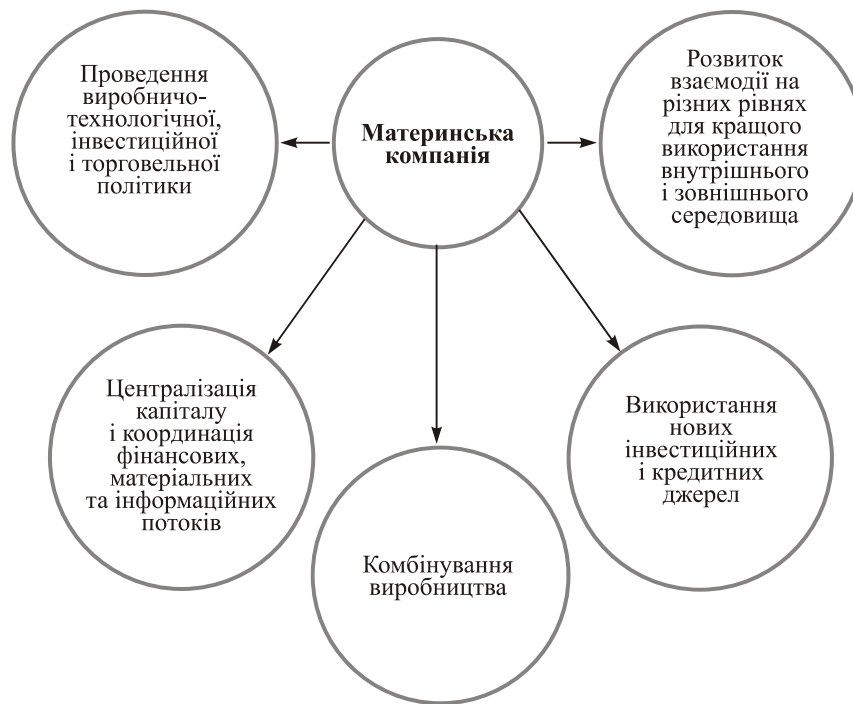 Проведення
виробничо-
технологічної,
інвестиційної
і торговельної
політики
Материнська
компанія
Розвиток
взаємодії на
різних рівнях
для кращого
використання
внутрішнього
і зовнішнього
середовища
Централізація
капіталу
і координація
фінансових,
матеріальних
та інформаційних
потоків
Комбінування
виробництва
Використання
нових
інвестиційних
і кредитних
джерел